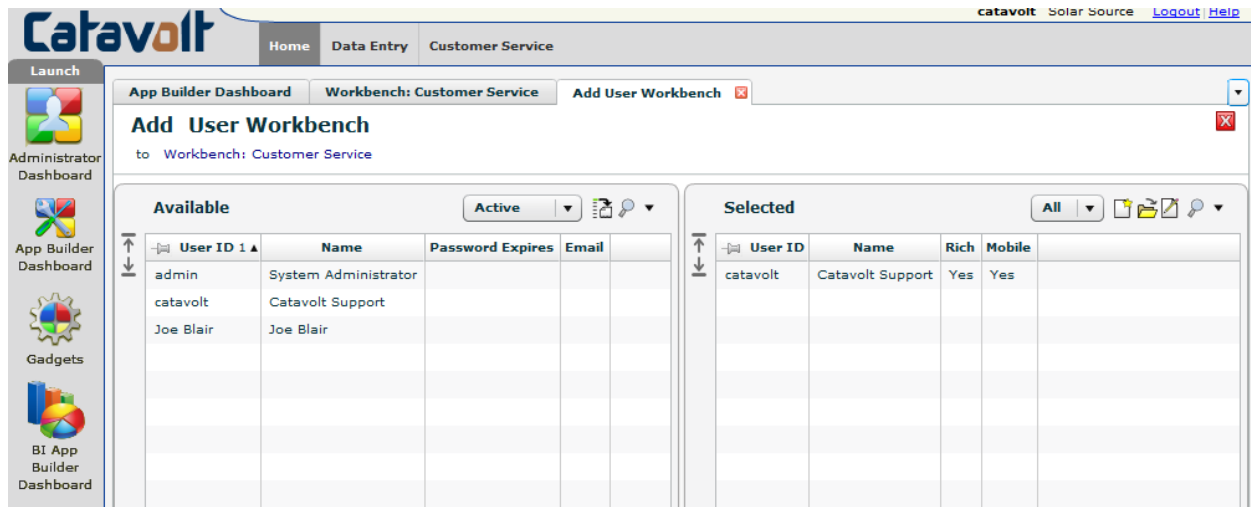 catavolt Solar Source Logout | Help
Catavolt
Home Data Entry Customer Service
Launch
Administrator
Dashboard
App Builder
Dashboard
Gadgets
BI App
Builder
Dashboard
App Builder Dashboard Workbench: Customer Service Add User Workbench
Add User Workbench
to Workbench: Customer Service
Available Active
User ID 1 Name Password Expires Email
admin System Administrator
catavolt Catavolt Support
Joe Blair Joe Blair
Selected All
User ID Name Rich Mobile
catavolt Catavolt Support Yes Yes